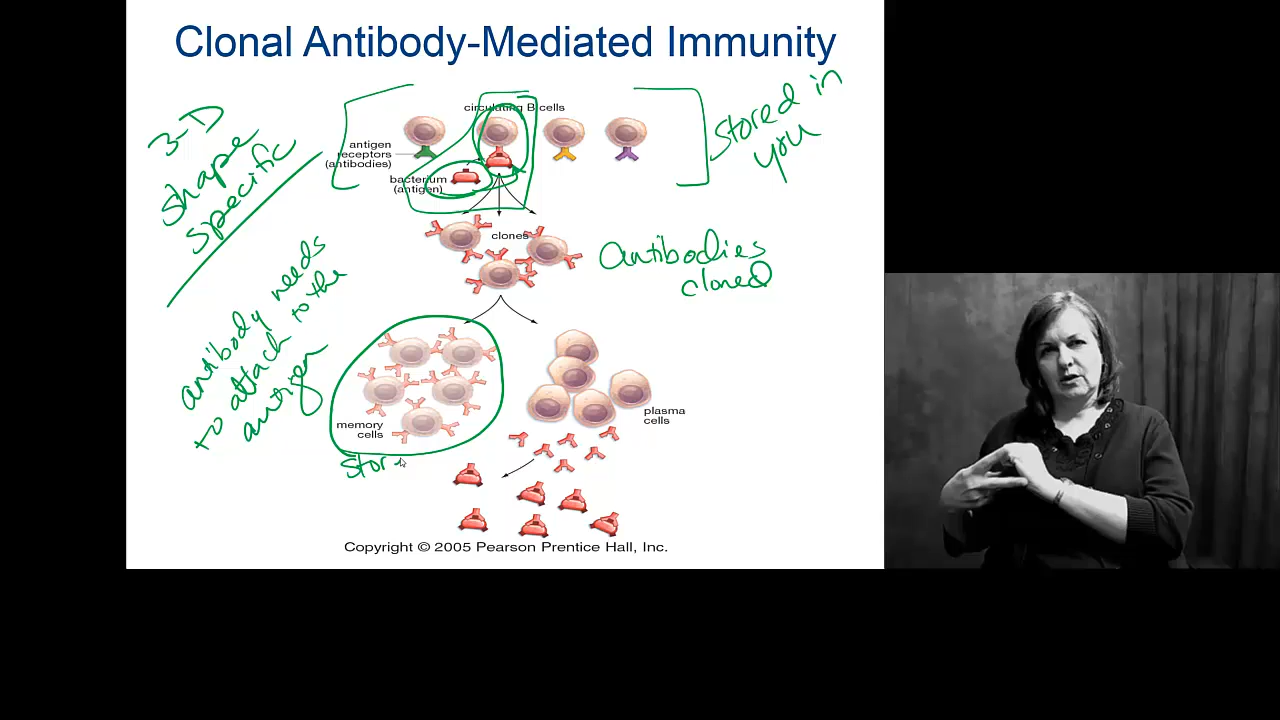 Clonal Antibody-Mediated Immunity
circulating B cells
antigen
receptors
(antibodies)
bacterium
(antigen)
3-D
shape
specific
Stored in
you
clones
Antibodies
cloned
antibody needs
to attach to the
antigen
memory
cells
Stor
plasma
cells
Copyright © 2005 Pearson Prentice Hall, Inc.